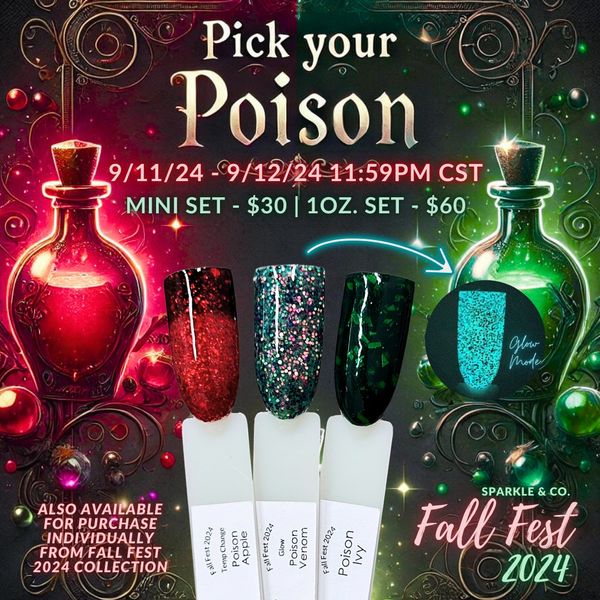 Pick your
Poison
9/11/24 - 9/12/24 11:59PM CST
MINI SET - $30 | 1OZ. SET - $60
Glow
Mode
Fall Fest 2024
Temp Change
Poison
Apple
Fall Fest 2024
Glow
Poison
Venom
Fall Fest 2024
Poison
Ivy
ALSO AVAILABLE
FOR PURCHASE
INDIVIDUALLY
FROM FALL FEST
2024 COLLECTION
SPARKLE & CO.
Fall Fest
2024